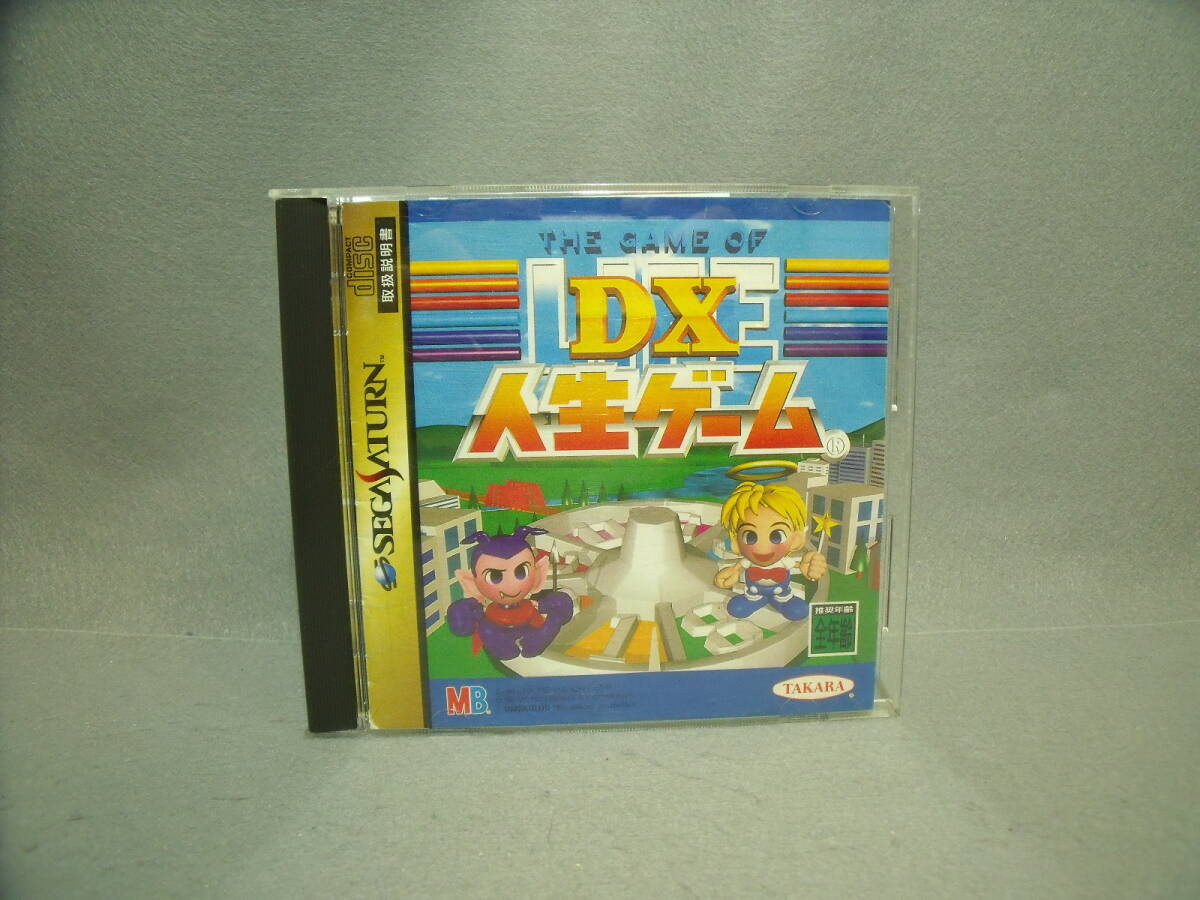 COMPACT
disc
取扱説明書
SEGA SATURN™
THE GAME OF
LIFE
DX
人生ゲーム®
推奨年齢
全年齢
MB®
TAKARA®